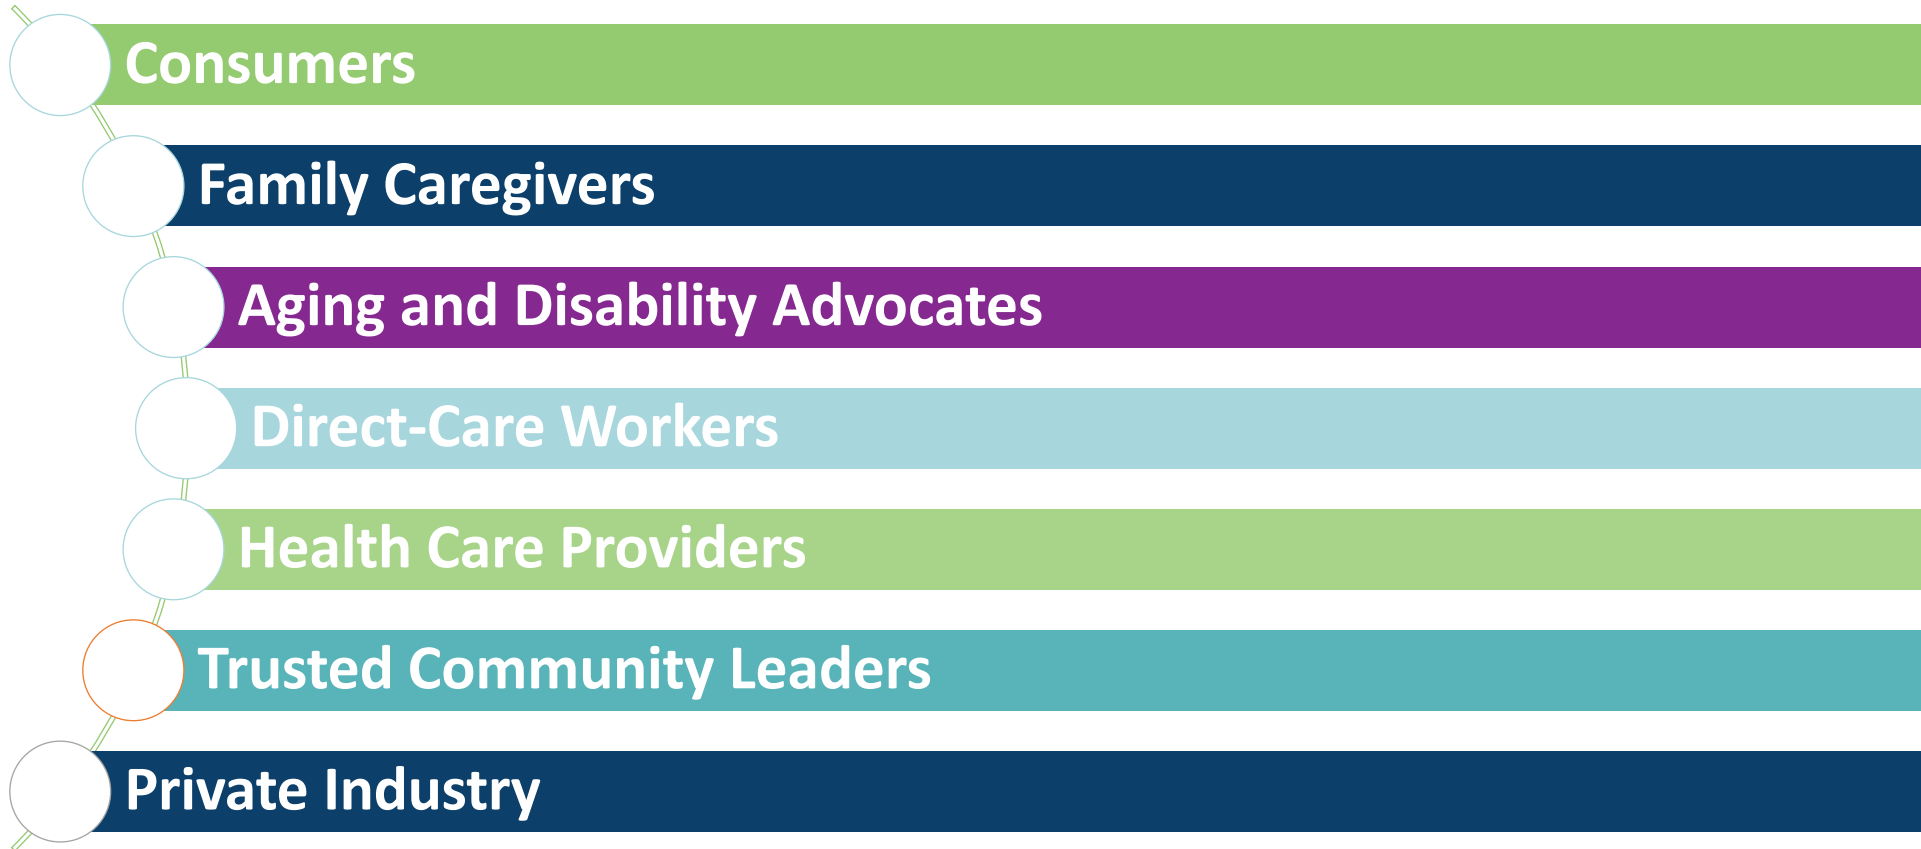 Consumers
Family Caregivers
Aging and Disability Advocates
Direct-Care Workers
Health Care Providers
Trusted Community Leaders
Private Industry